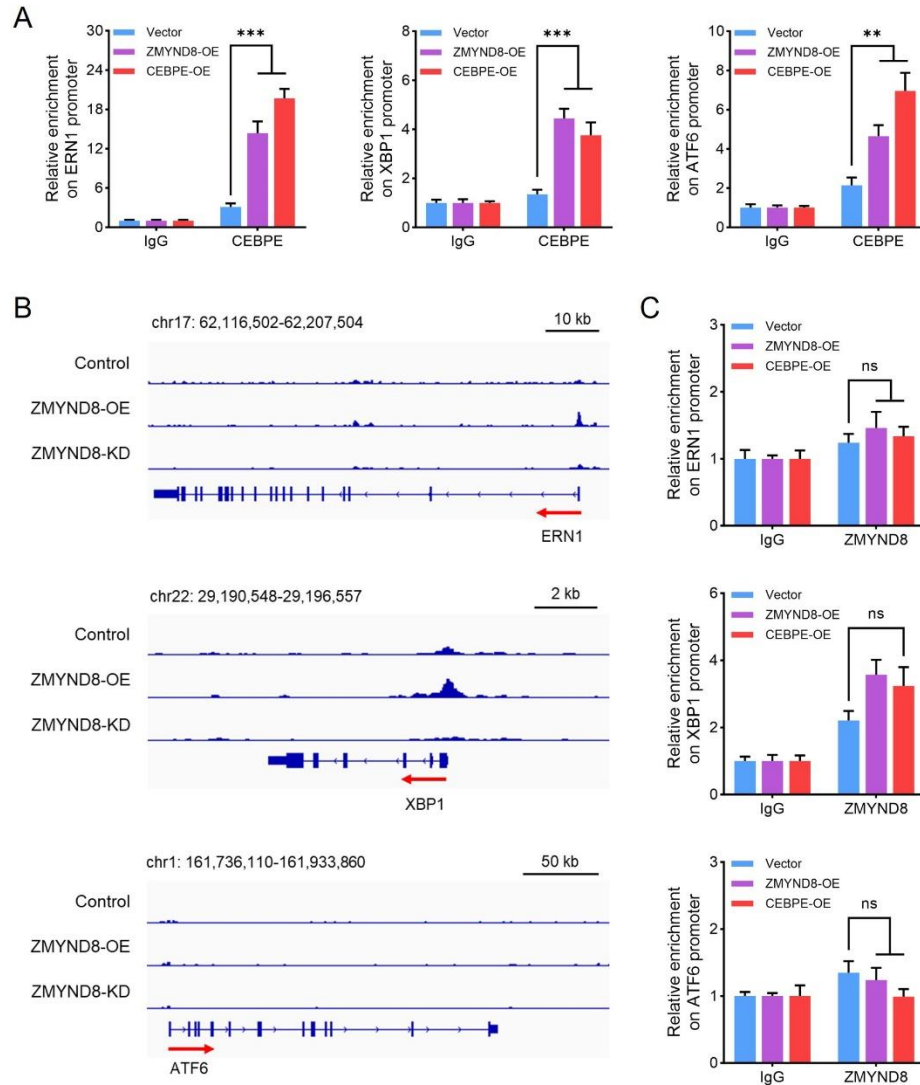 A
Relative enrichment
on ERN1 promoter
30
24
18
12
6
0
Vector
ZMYND8-OE
CEBPE-OE
***
IgG
CEBPE
Relative enrichment
on XBP1 promoter
8
6
4
2
0
Vector
ZMYND8-OE
CEBPE-OE
***
IgG
CEBPE
Relative enrichment
on ATF6 promoter
10
8
6
4
2
0
Vector
ZMYND8-OE
CEBPE-OE
**
IgG
CEBPE
B
chr17: 62,116,502-62,207,504
10 kb
Control
ZMYND8-OE
ZMYND8-KD
ERN1
chr22: 29,190,548-29,196,557
2 kb
Control
ZMYND8-OE
ZMYND8-KD
XBP1
chr1: 161,736,110-161,933,860
50 kb
Control
ZMYND8-OE
ZMYND8-KD
ATF6
C
Relative enrichment
on ERN1 promoter
3
2
1
0
Vector
ZMYND8-OE
CEBPE-OE
ns
IgG
ZMYND8
Relative enrichment
on XBP1 promoter
6
4
2
0
Vector
ZMYND8-OE
CEBPE-OE
ns
IgG
ZMYND8
Relative enrichment
on ATF6 promoter
3
2
1
0
Vector
ZMYND8-OE
CEBPE-OE
ns
IgG
ZMYND8